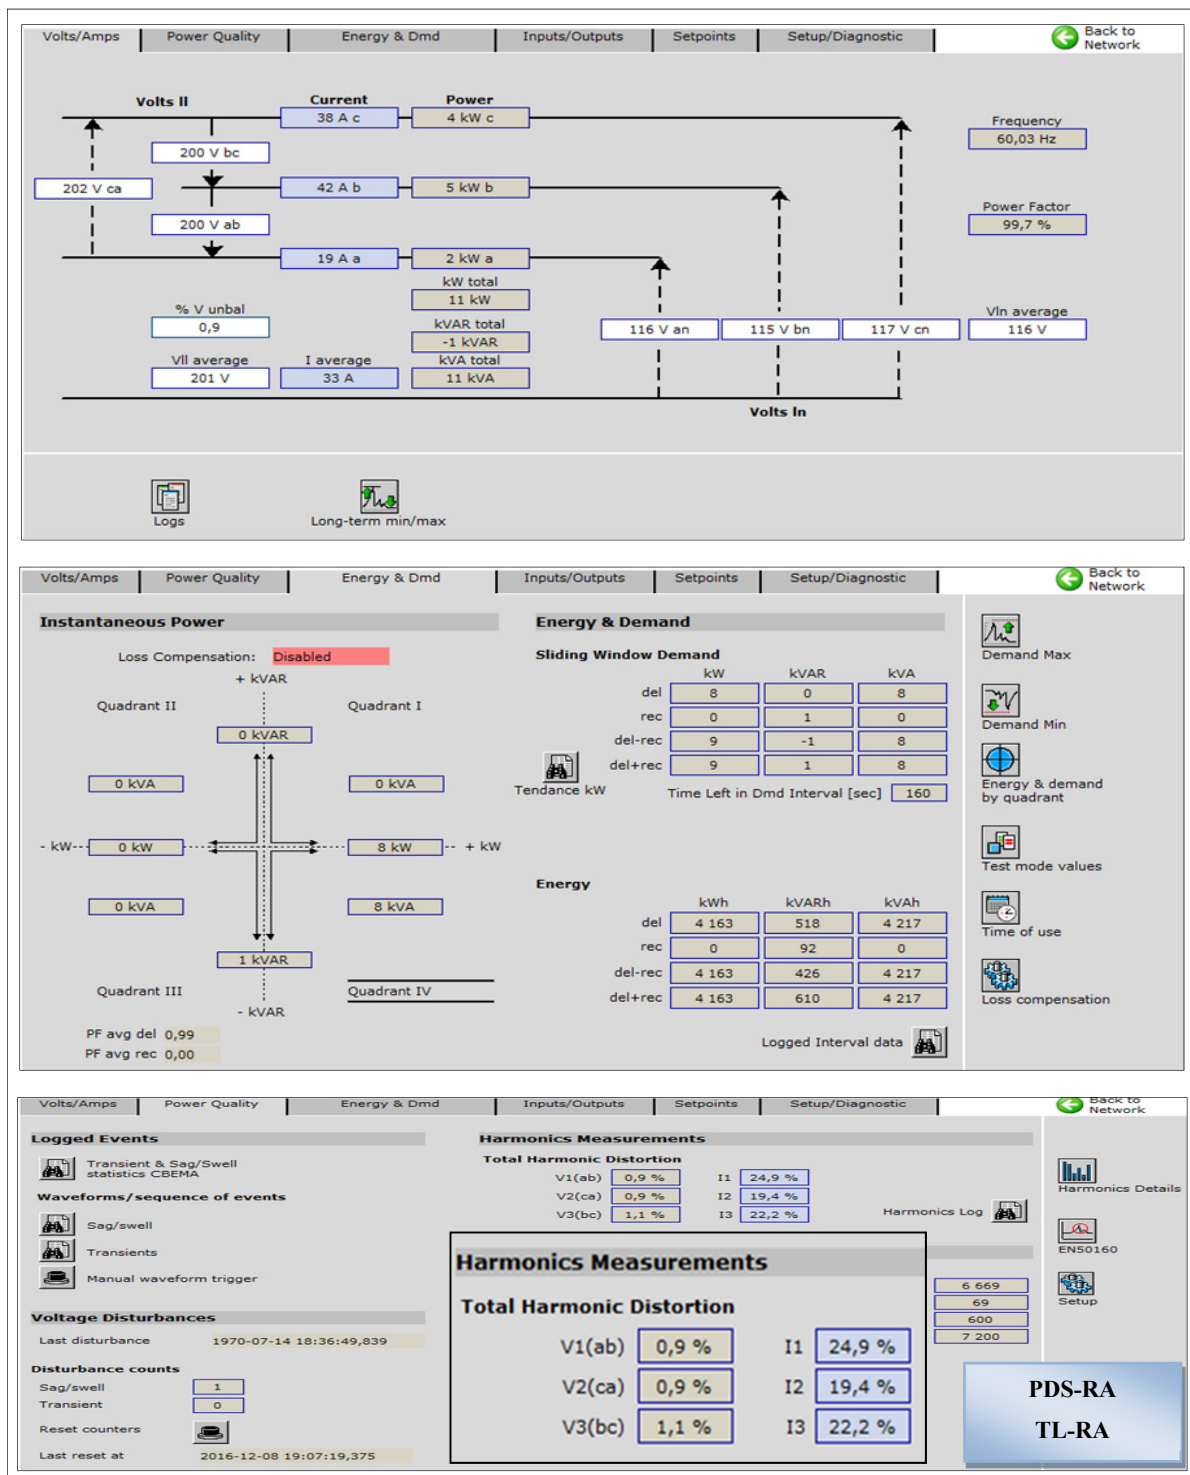 Volts/Amps Power Quality Energy & Dmd Inputs/Outputs Setpoints Setup/Diagnostic Back to Network
Volts ll Current Power
38 A c 4 kW c
Frequency
60,03 Hz
200 V bc
202 V ca 42 A b 5 kW b
Power Factor
99,7 %
200 V ab
19 A a 2 kW a
kW total
11 kW
% V unbal
0,9
kVAR total
-1 kVAR
116 V an 115 V bn 117 V cn
Vln average
116 V
Vll average I average kVA total
201 V 33 A 11 kVA
Volts ln
Logs Long-term min/max
Volts/Amps Power Quality Energy & Dmd Inputs/Outputs Setpoints Setup/Diagnostic Back to Network
Instantaneous Power
Loss Compensation: Disabled
+ kVAR
Quadrant II Quadrant I
0 kVAR
0 kVA 0 kVA
- kW 0 kW 8 kW + kW
0 kVA 8 kVA
1 kVAR
Quadrant III Quadrant IV
- kVAR
PF avg del 0,99
PF avg rec 0,00
Energy & Demand
Sliding Window Demand
kW kVAR kVA
del 8 0 8
rec 0 1 0
del-rec 9 -1 8
del+rec 9 1 8
Tendance kW
Time Left in Dmd Interval [sec] 160
Energy
kWh kVARh kVAh
del 4 163 518 4 217
rec 0 92 0
del-rec 4 163 426 4 217
del+rec 4 163 610 4 217
Logged Interval data
Demand Max
Demand Min
Energy & demand
by quadrant
Test mode values
Time of use
Loss compensation
Volts/Amps Power Quality Energy & Dmd Inputs/Outputs Setpoints Setup/Diagnostic Back to Network
Logged Events
Transient & Sag/Swell
statistics CBEMA
Waveforms/sequence of events
Sag/swell
Transients
Manual waveform trigger
Voltage Disturbances
Last disturbance 1970-07-14 18:36:49,839
Disturbance counts
Sag/swell 1
Transient 0
Reset counters
Last reset at 2016-12-08 19:07:19,375
Harmonics Measurements
Total Harmonic Distortion
V1(ab) 0,9 % I1 24,9 %
V2(ca) 0,9 % I2 19,4 %
V3(bc) 1,1 % I3 22,2 %
Harmonics Log
Harmonics Measurements
Total Harmonic Distortion
V1(ab) 0,9 % I1 24,9 %
V2(ca) 0,9 % I2 19,4 %
V3(bc) 1,1 % I3 22,2 %
6 669
69
600
7 200
Harmonics Details
EN50160
Setup
PDS-RA
TL-RA